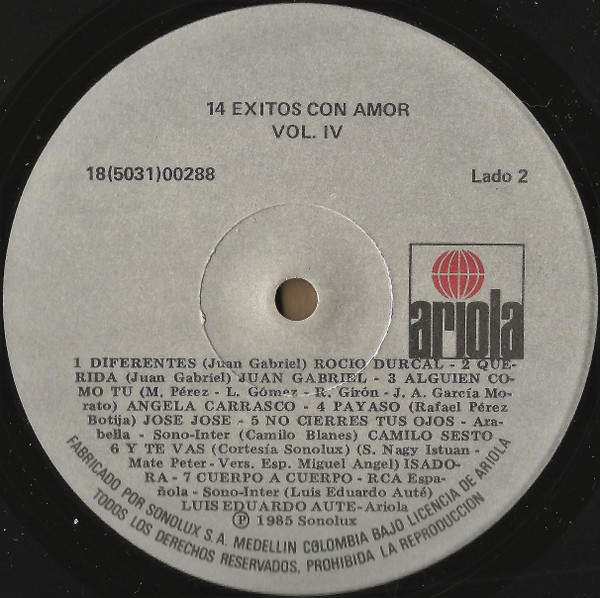 14 EXITOS CON AMOR
VOL. IV
18(5031)00288
Lado 2
ariola
1 DIFERENTES (Juan Gabriel) ROCIO DURCAL - 2 QUE-
RIDA (Juan Gabriel) JUAN GABRIEL - 3 ALGUIEN CO-
MO TU (M. Pérez - L. Gómez - R. Girón - J. A. García Mo-
rato) ANGELA CARRASCO - 4 PAYASO (Rafael Pérez
Botija) JOSE JOSE - 5 NO CIERRES TUS OJOS - Ara-
bella - Sono-Inter (Camilo Blanes) CAMILO SESTO
6 Y TE VAS (Cortesía Sonolux) (S. Nagy Istuan -
Mate Peter - Vers. Esp. Miguel Angel) ISADO-
RA - 7 CUERPO A CUERPO - RCA Espa-
ñola - Sono-Inter (Luis Eduardo Auté)
LUIS EDUARDO AUTE-Ariola
Ⓟ 1985 Sonolux
FABRICADO POR SONOLUX S. A. MEDELLIN COLOMBIA BAJO LICENCIA DE ARIOLA
TODOS LOS DERECHOS RESERVADOS, PROHIBIDA LA REPRODUCCION